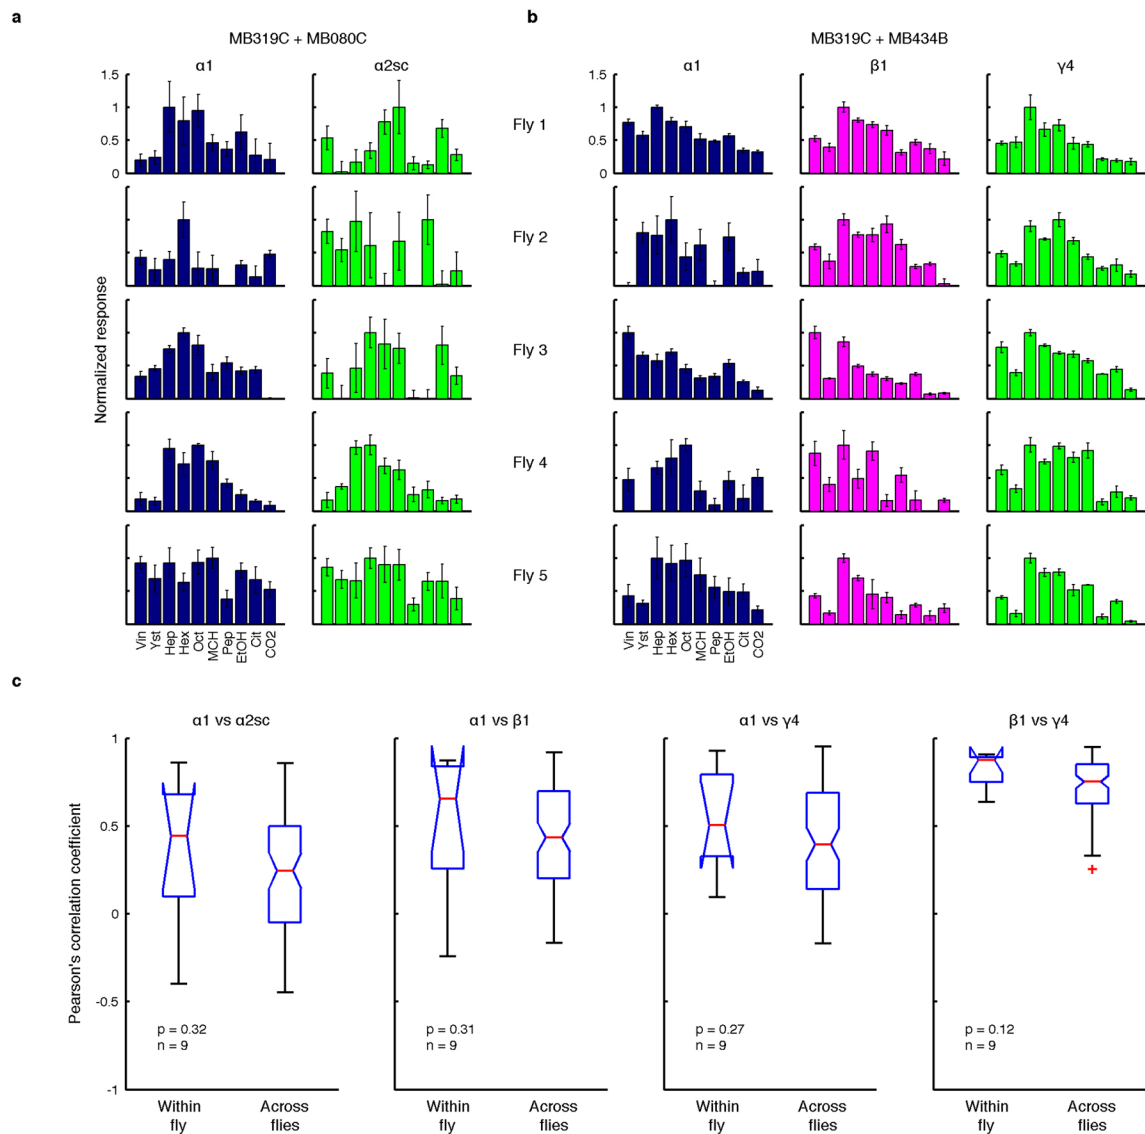 a
b
MB319C + MB080C
MB319C + MB434B
α1
α2sc
α1
β1
γ4
1.5
1
0.5
0
1.5
1
0.5
0
Fly 1
Fly 2
Fly 3
Fly 4
Fly 5
Normalized response
Vin
Yst
Hep
Hex
Oct
MCH
Pep
EtOH
Cit
CO2
Vin
Yst
Hep
Hex
Oct
MCH
Pep
EtOH
Cit
CO2
c
α1 vs α2sc
α1 vs β1
α1 vs γ4
β1 vs γ4
Pearson's correlation coefficient
1
0.5
0
-0.5
-1
p = 0.32
n = 9
p = 0.31
n = 9
p = 0.27
n = 9
p = 0.12
n = 9
Within
fly
Across
flies
Within
fly
Across
flies
Within
fly
Across
flies
Within
fly
Across
flies